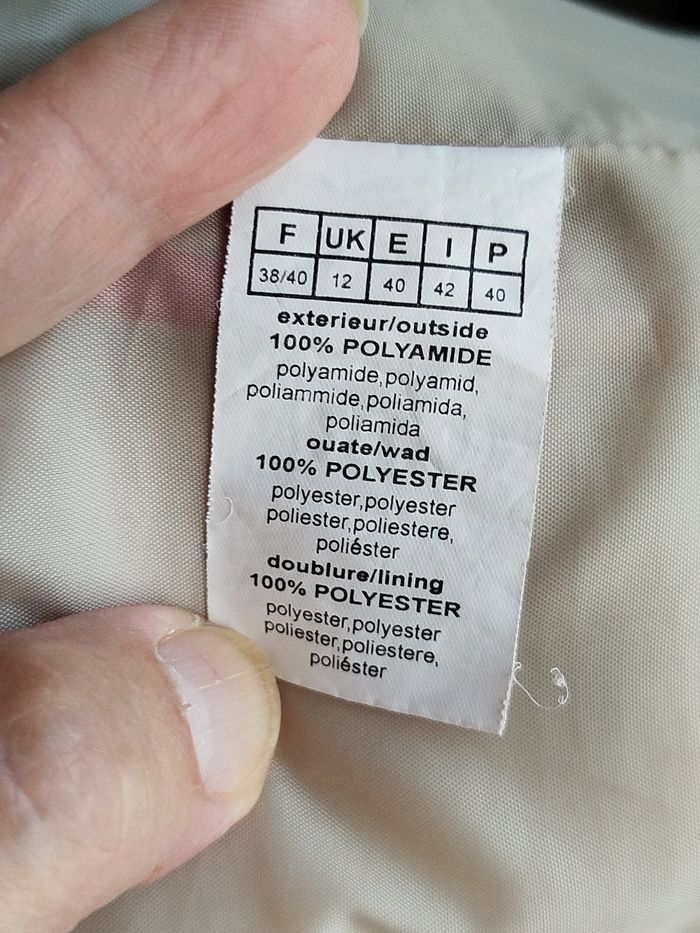 F UK E I P
38/40 12 40 42 40
exterieur/outside
100% POLYAMIDE
polyamide,polyamid,
poliammide,poliamida,
poliamida
ouate/wad
100% POLYESTER
polyester,polyester
poliester,poliestere,
poliéster
doublure/lining
100% POLYESTER
polyester,polyester
poliester,poliestere,
poliéster